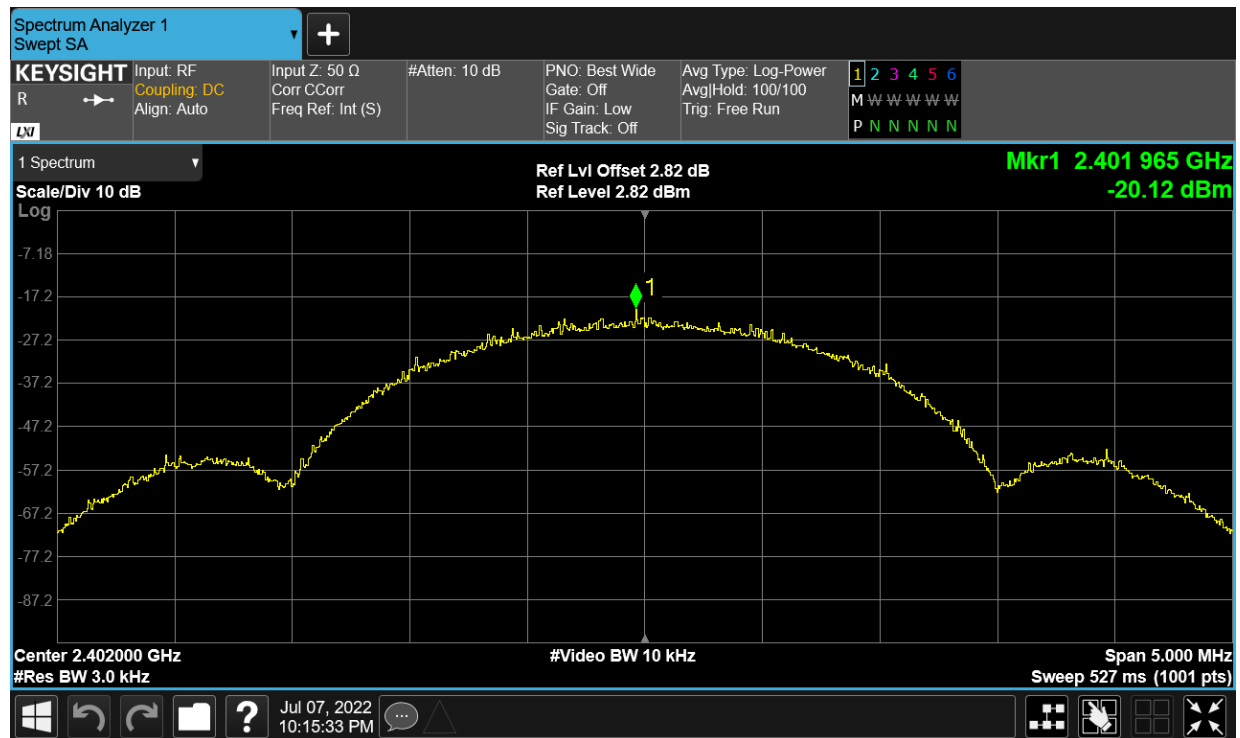 Spectrum Analyzer 1
Swept SA
KEYSIGHT
R
LXI
Input: RF
Coupling: DC
Align: Auto
Input Z: 50 Ω
Corr CCorr
Freq Ref: Int (S)
#Atten: 10 dB
PNO: Best Wide
Gate: Off
IF Gain: Low
Sig Track: Off
Avg Type: Log-Power
Avg|Hold: 100/100
Trig: Free Run
1 2 3 4 5 6
M W W W W W
P N N N N N
1 Spectrum
Scale/Div 10 dB
Ref Lvl Offset 2.82 dB
Ref Level 2.82 dBm
Mkr1 2.401 965 GHz
-20.12 dBm
Log
-7.18
-17.2
-27.2
-37.2
-47.2
-57.2
-67.2
-77.2
-87.2
1
Center 2.402000 GHz
#Video BW 10 kHz
Span 5.000 MHz
#Res BW 3.0 kHz
Sweep 527 ms (1001 pts)
?
Jul 07, 2022
10:15:33 PM